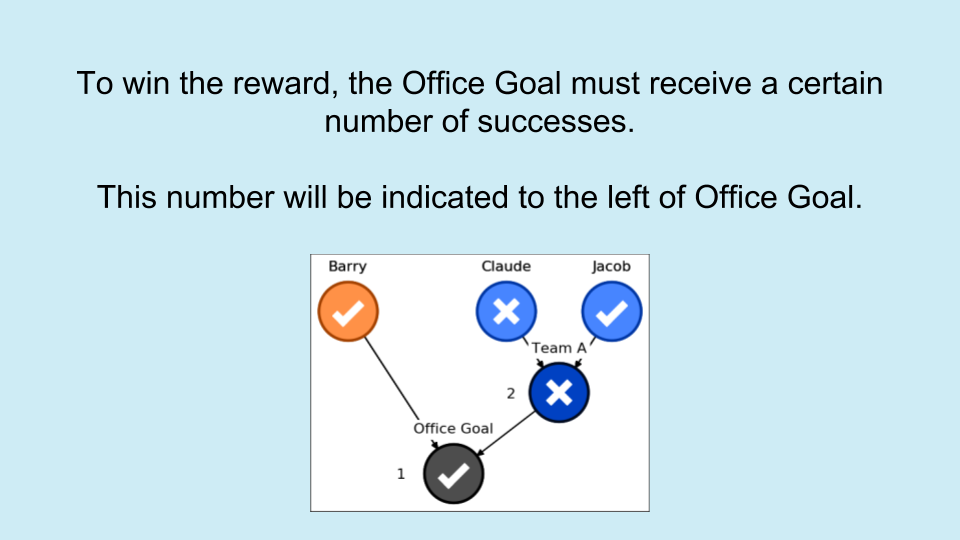 To win the reward, the Office Goal must receive a certain
number of successes.
This number will be indicated to the left of Office Goal.
Barry
Claude
Jacob
Team A
2
Office Goal
1